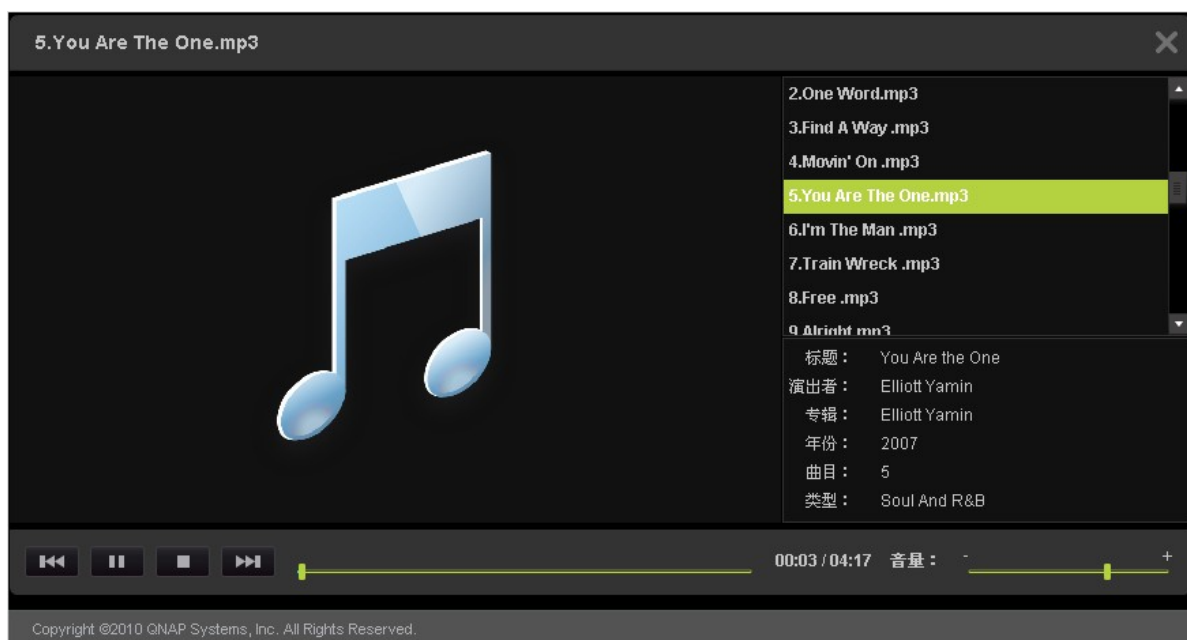 5.You Are The One.mp3
2.One Word.mp3
3.Find A Way .mp3
4.Movin' On .mp3
5.You Are The One.mp3
6.I'm The Man .mp3
7.Train Wreck .mp3
8.Free .mp3
9.Alright.mp3
标题： You Are the One
演出者： Elliott Yamin
专辑： Elliott Yamin
年份： 2007
曲目： 5
类型： Soul And R&B
00:03 / 04:17 音量： - +
Copyright ©2010 QNAP Systems, Inc. All Rights Reserved.